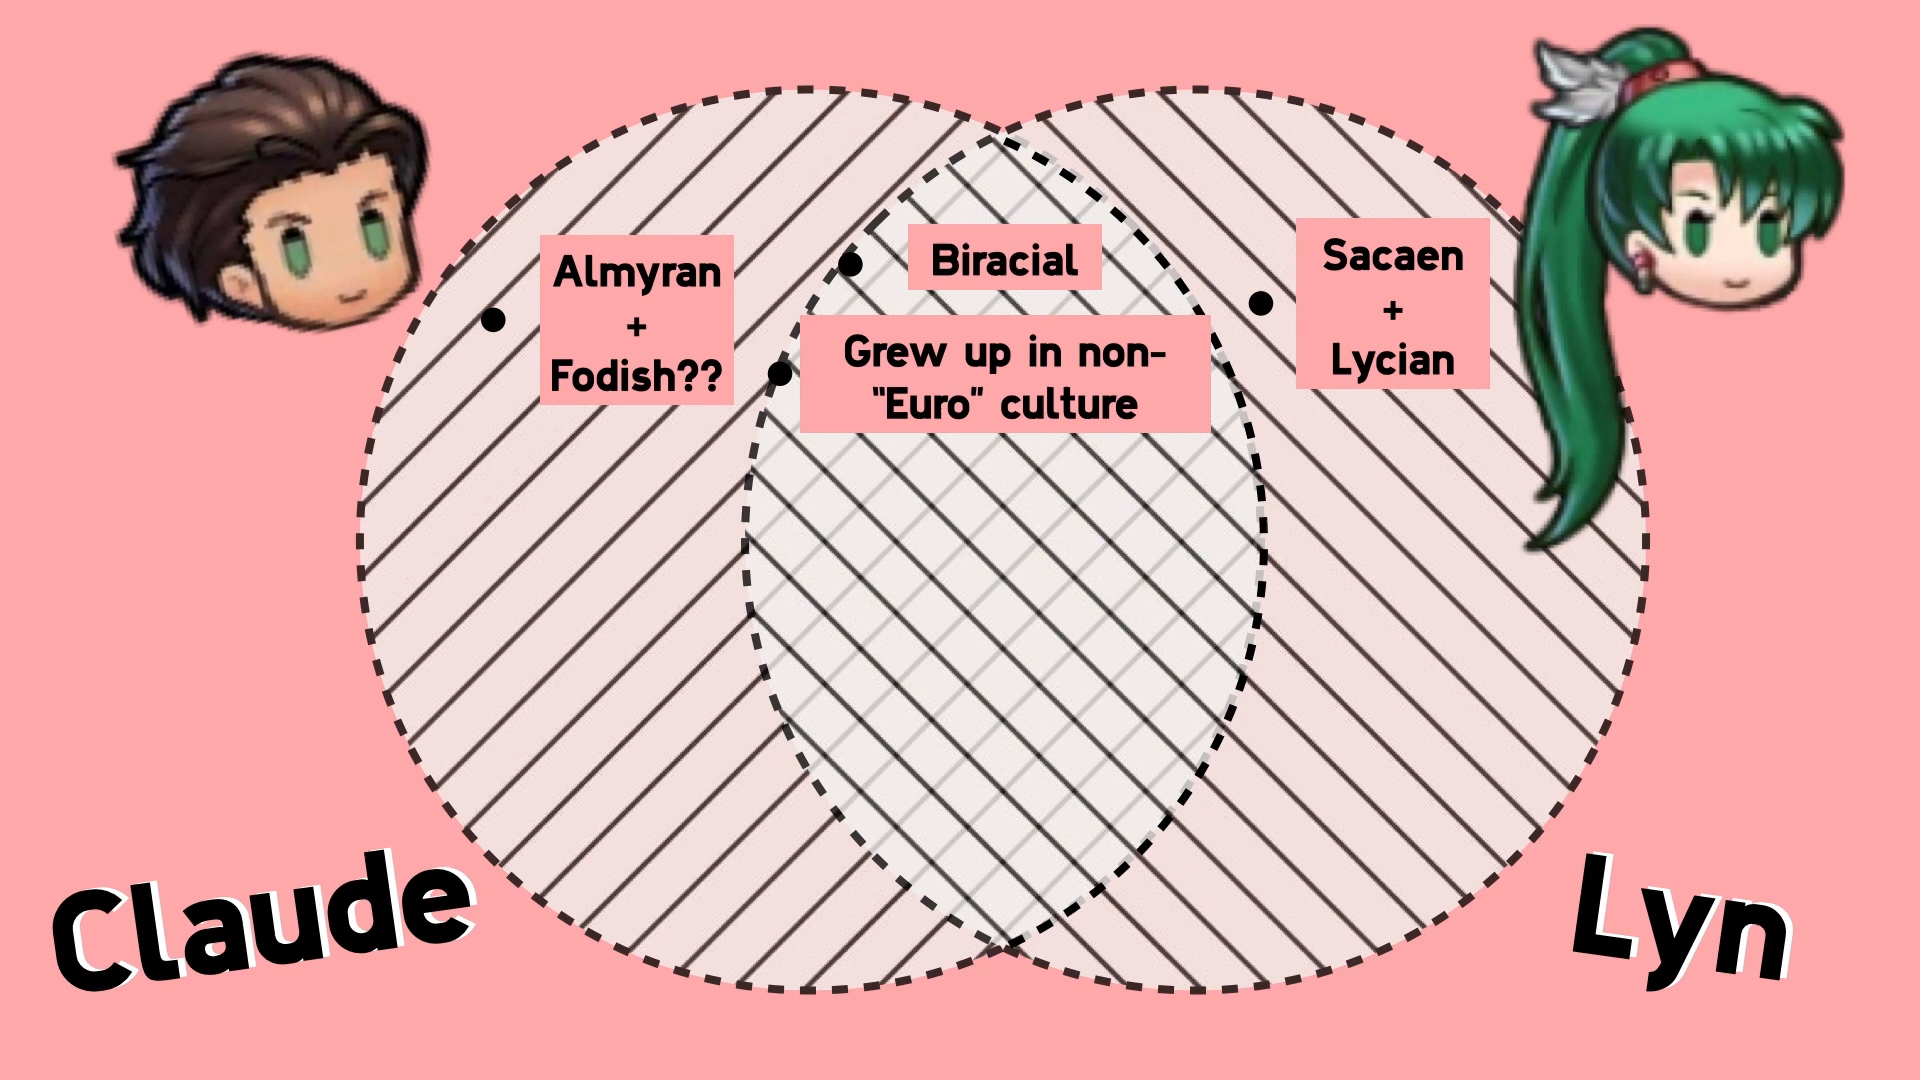 Almyran
+
Fodish??
Biracial
Grew up in non-
"Euro" culture
Sacaen
+
Lycian
Claude
Lyn